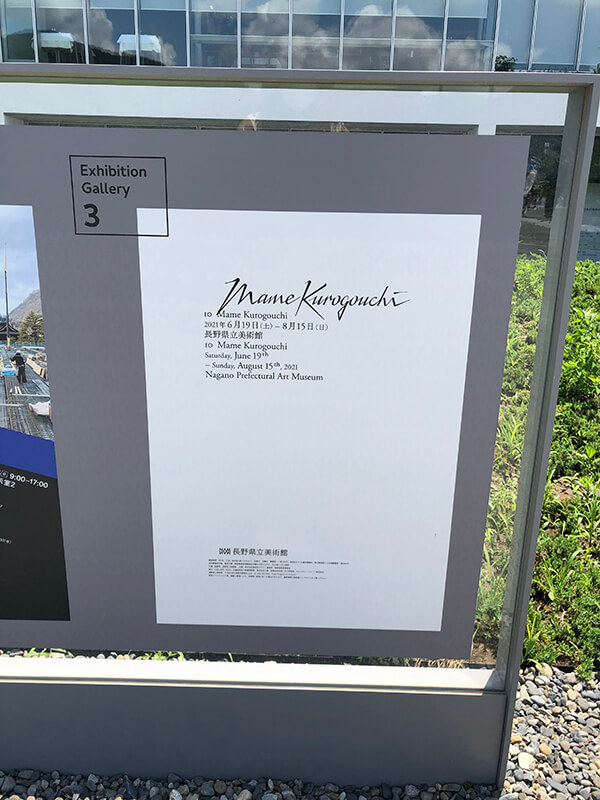 Exhibition
Gallery
3
Mame Kurogouchi
10 Mame Kurogouchi
2021年6月19日(土) – 8月15日(日)
長野県立美術館
10 Mame Kurogouchi
Saturday, June 19th
– Sunday, August 15th, 2021
Nagano Prefectural Art Museum
9:00-17:00
室2
長野県立美術館